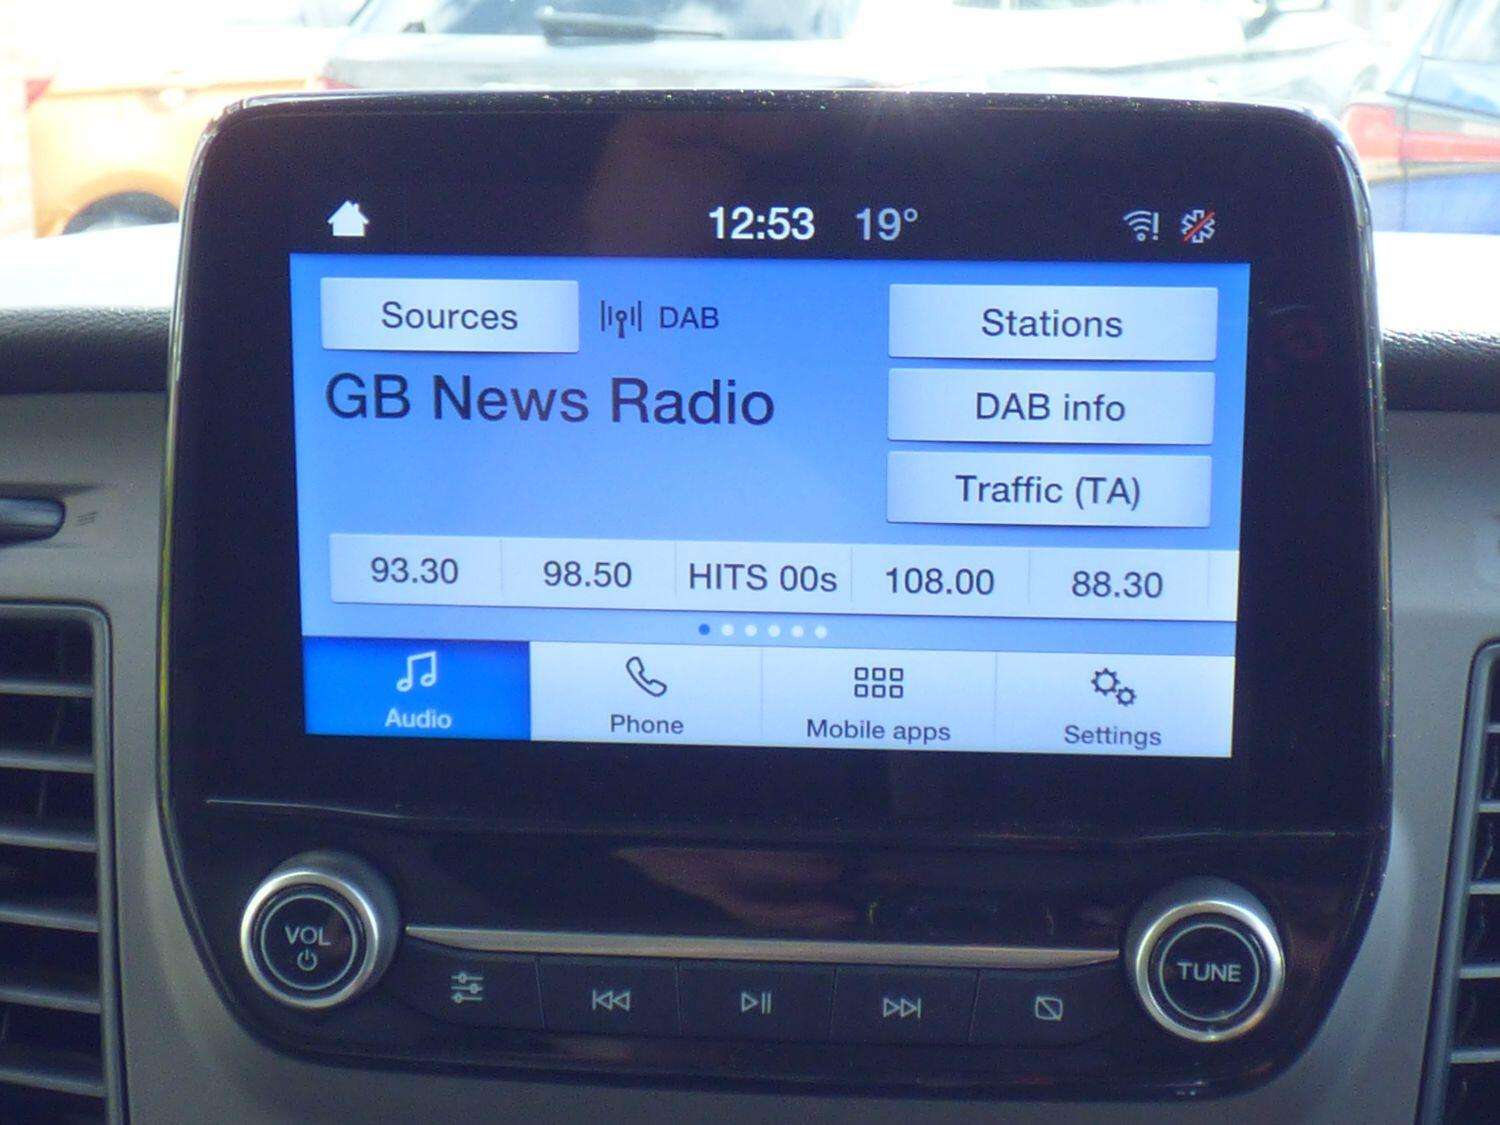 12:53 19°
Sources DAB Stations
GB News Radio
DAB info
Traffic (TA)
93.30 98.50 HITS 00s 108.00 88.30
Audio Phone Mobile apps Settings
VOL TUNE